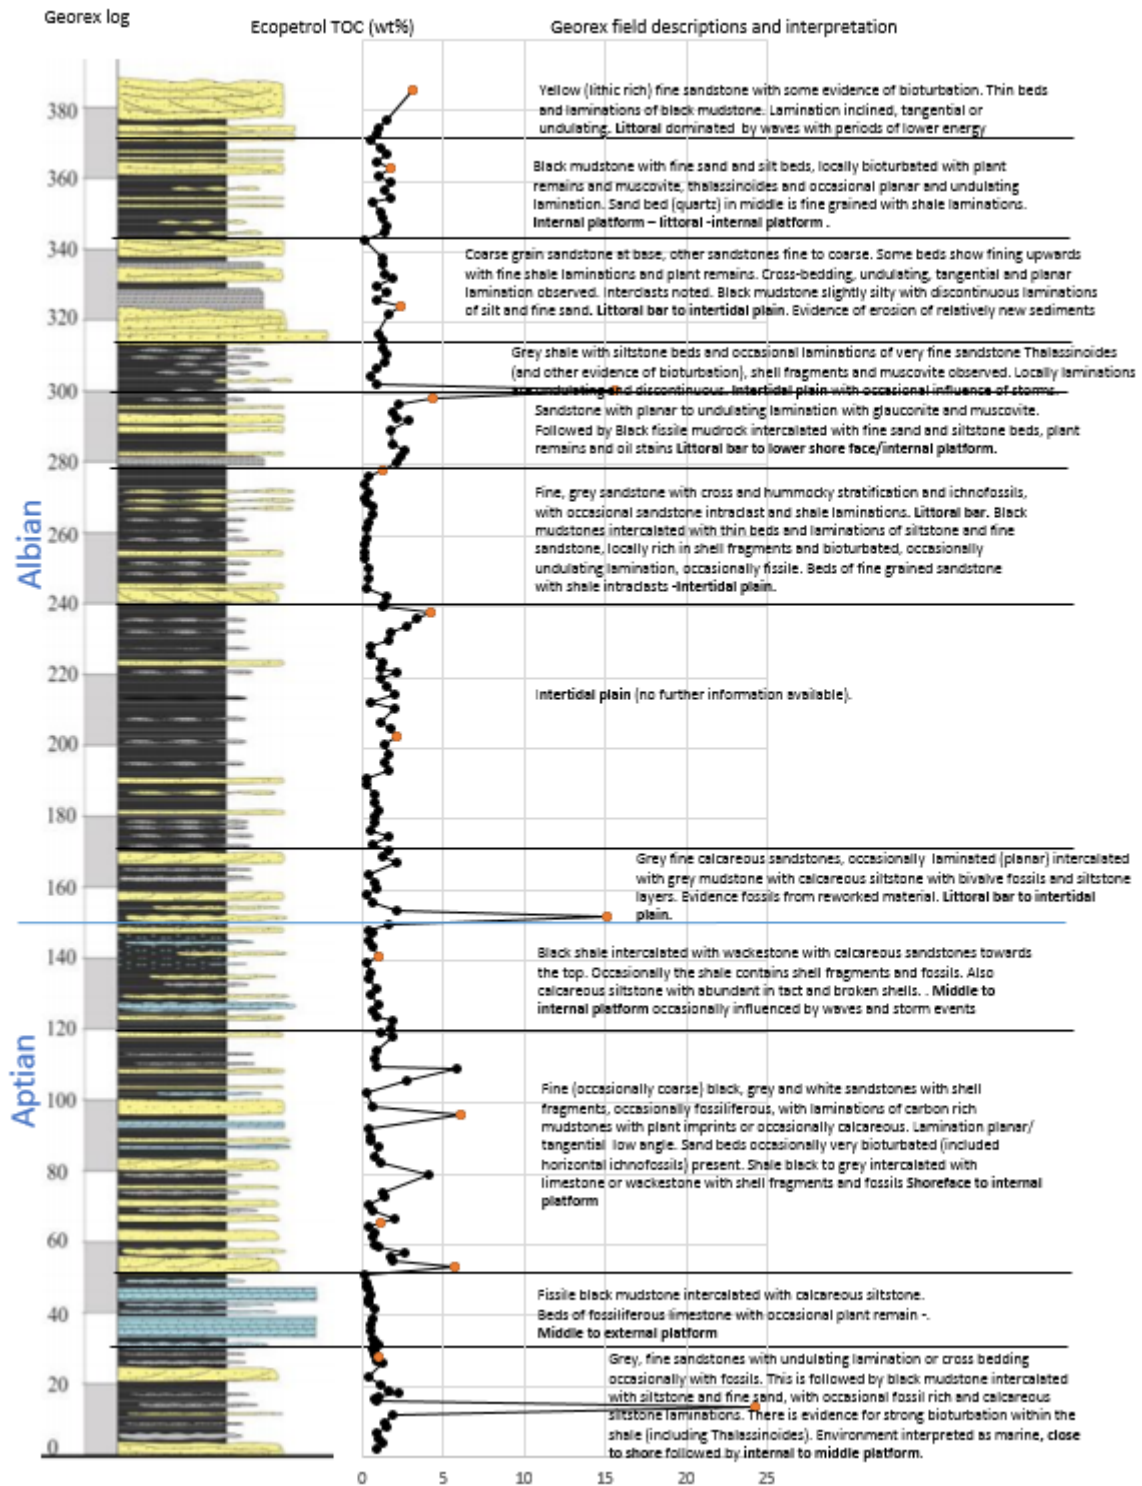 Georex log
Ecopetrol TOC (wt%)
Georex field descriptions and interpretation
Yellow (lithic rich) fine sandstone with some evidence of bioturbation. Thin beds
and laminations of black mudstone. Lamination inclined, tangential or
undulating. Littoral dominated by waves with periods of lower energy
Black mudstone with fine sand and silt beds, locally bioturbated with plant
remains and muscovite, thalassinoides and occasional planar and undulating
lamination. Sand bed (quartz) in middle is fine grained with shale laminations.
Internal platform – littoral -internal platform .
Coarse grain sandstone at base, other sandstones fine to coarse. Some beds show fining upwards
with fine shale laminations and plant remains. Cross-bedding, undulating, tangential and planar
lamination observed. Interclasts noted. Black mudstone slightly silty with discontinuous laminations
of silt and fine sand. Littoral bar to intertidal plain. Evidence of erosion of relatively new sediments
Grey shale with siltstone beds and occasional laminations of very fine sandstone Thalassinoides
(and other evidence of bioturbation), shell fragments and muscovite observed. Locally laminations
undulating and discontinuous. Intertidal plain with occasional influence of storms.
Sandstone with planar to undulating lamination with glauconite and muscovite.
Followed by Black fissile mudrock intercalated with fine sand and siltstone beds, plant
remains and oil stains Littoral bar to lower shore face/internal platform.
Fine, grey sandstone with cross and hummocky stratification and ichnofossils,
with occasional sandstone intraclast and shale laminations. Littoral bar. Black
mudstones intercalated with thin beds and laminations of siltstone and fine
sandstone, locally rich in shell fragments and bioturbated, occasionally
undulating lamination, occasionally fissile. Beds of fine grained sandstone
with shale intraclasts -Intertidal plain.
Intertidal plain (no further information available).
Grey fine calcareous sandstones, occasionally laminated (planar) intercalated
with grey mudstone with calcareous siltstone with bivalve fossils and siltstone
layers. Evidence fossils from reworked material. Littoral bar to intertidal
plain.
Black shale intercalated with wackestone with calcareous sandstones towards
the top. Occasionally the shale contains shell fragments and fossils. Also
calcareous siltstone with abundant in tact and broken shells. . Middle to
internal platform occasionally influenced by waves and storm events
Fine (occasionally coarse) black, grey and white sandstones with shell
fragments, occasionally fossiliferous, with laminations of carbon rich
mudstones with plant imprints or occasionally calcareous. Lamination planar/
tangential low angle. Sand beds occasionally very bioturbated (included
horizontal ichnofossils) present. Shale black to grey intercalated with
limestone or wackestone with shell fragments and fossils Shoreface to internal
platform
Fissile black mudstone intercalated with calcareous siltstone.
Beds of fossiliferous limestone with occasional plant remain -.
Middle to external platform
Grey, fine sandstones with undulating lamination or cross bedding
occasionally with fossils. This is followed by black mudstone intercalated
with siltstone and fine sand, with occasional fossil rich and calcareous
siltstone laminations. There is evidence for strong bioturbation within the
shale (including Thalassinoides). Environment interpreted as marine, close
to shore followed by internal to middle platform.
Albian
Aptian
380
360
340
320
300
280
260
240
220
200
180
160
140
120
100
80
60
40
20
0
0 5 10 15 20 25